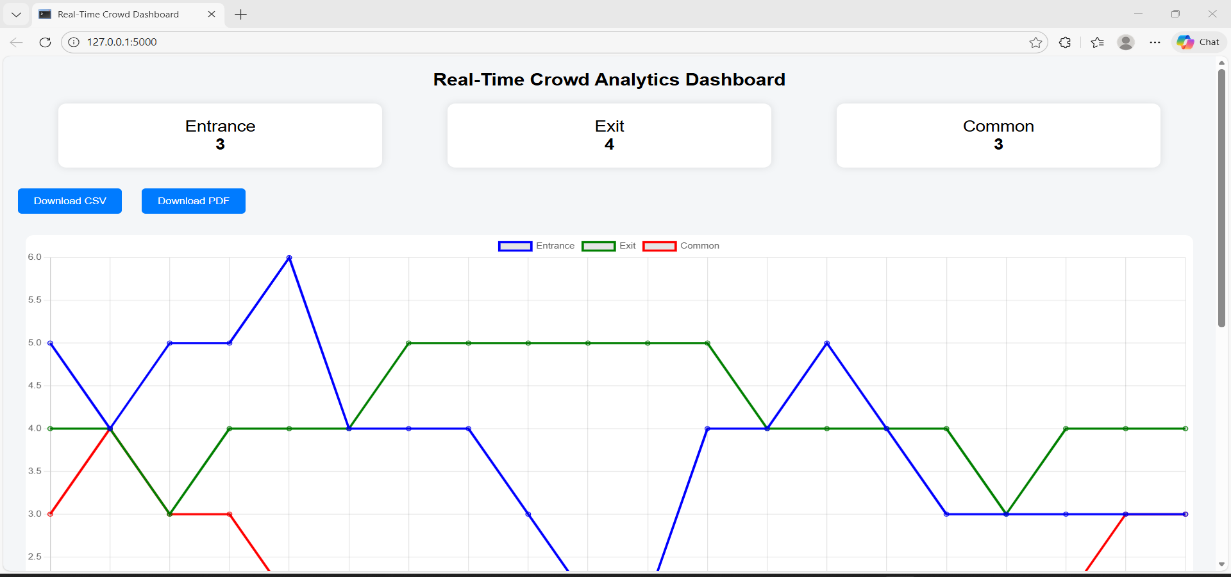 Real-Time Crowd Dashboard
127.0.0.1:5000
Chat
Real-Time Crowd Analytics Dashboard
Entrance
3
Exit
4
Common
3
Download CSV
Download PDF
Entrance
Exit
Common
6.0
5.5
5.0
4.5
4.0
3.5
3.0
2.5